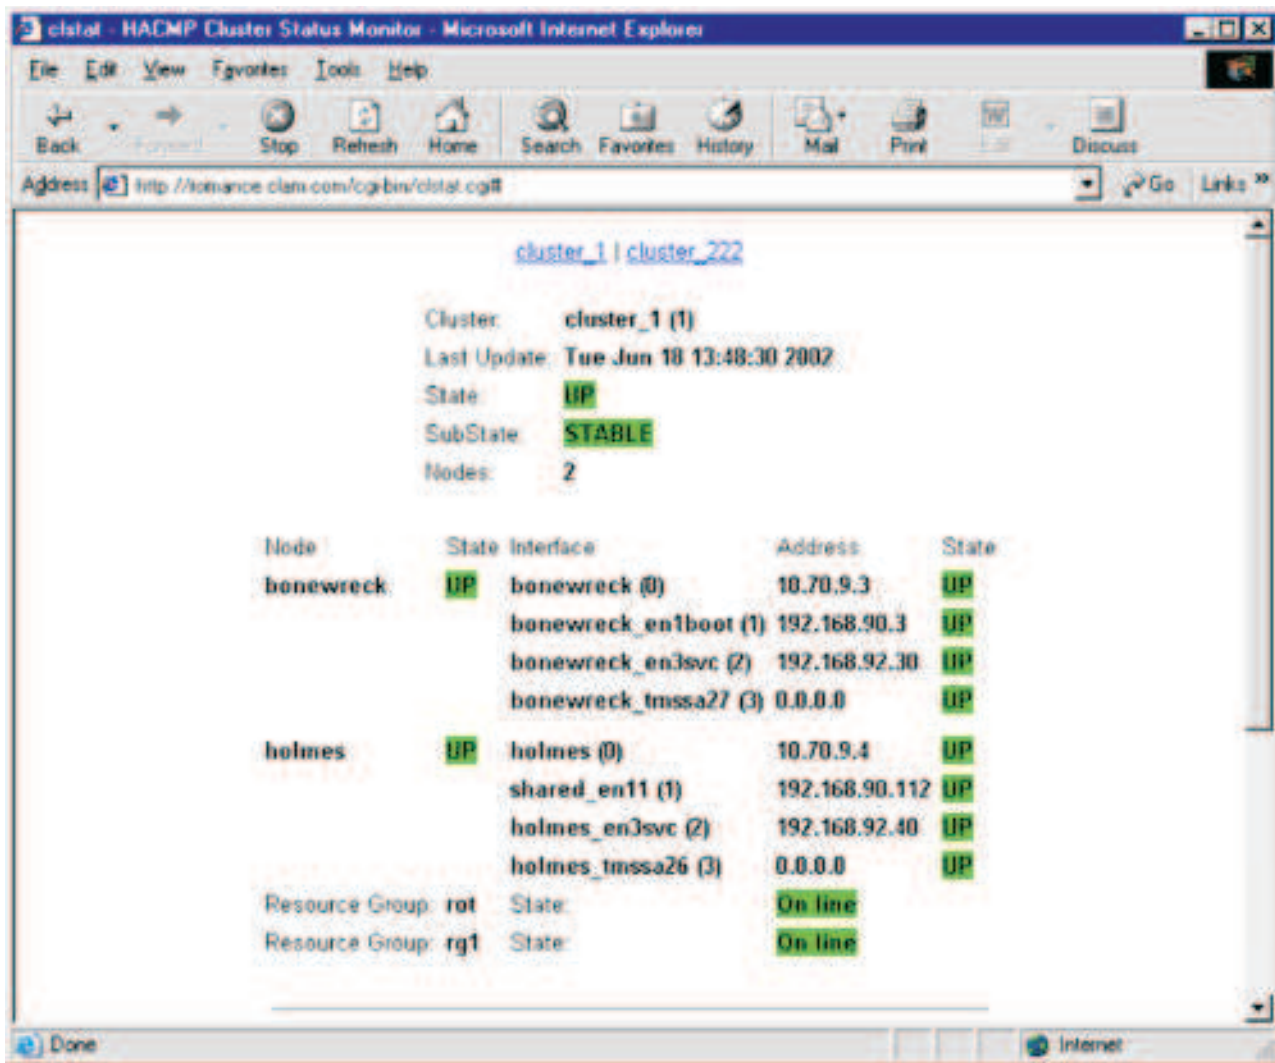 clstat - HACMP Cluster Status Monitor - Microsoft Internet Explorer
File Edit View Favorites Tools Help
Back Forward Stop Refresh Home Search Favorites History Mail Print Edit Discuss
Address http://romance.clam.com/cgi-bin/clstat.cgi# Go Links »
cluster_1 | cluster_222
Cluster: cluster_1 (1)
Last Update: Tue Jun 18 13:48:30 2002
State: UP
SubState: STABLE
Nodes: 2
Node State Interface Address State
bonewreck UP bonewreck (0) 10.70.9.3 UP
bonewreck_en1boot (1) 192.168.90.3 UP
bonewreck_en3svc (2) 192.168.92.30 UP
bonewreck_tmssa27 (3) 0.0.0.0 UP
holmes UP holmes (0) 10.70.9.4 UP
shared_en11 (1) 192.168.90.112 UP
holmes_en3svc (2) 192.168.92.40 UP
holmes_tmssa26 (3) 0.0.0.0 UP
Resource Group: rot State: On line
Resource Group: rg1 State: On line
Done Internet